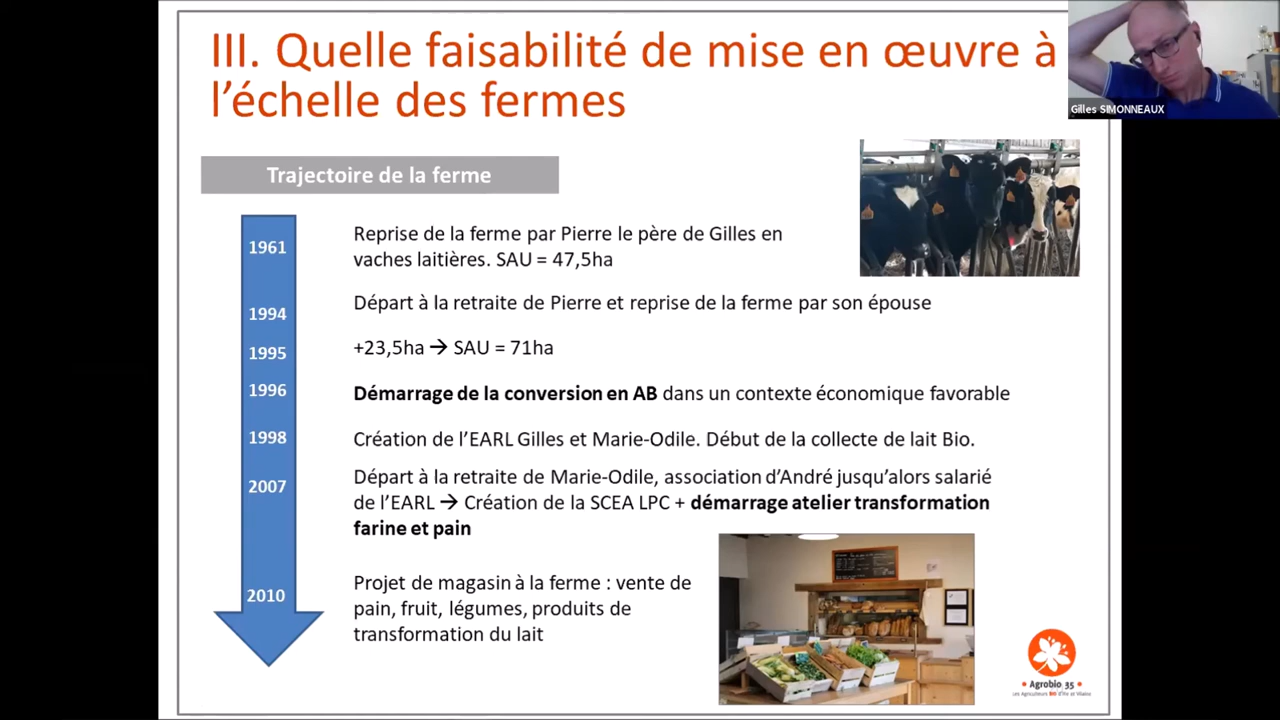 III. Quelle faisabilité de mise en œuvre à
l'échelle des fermes
Gilles SIMONNEAUX
Trajectoire de la ferme
1961
Reprise de la ferme par Pierre le père de Gilles en
vaches laitières. SAU = 47,5ha
1994
Départ à la retraite de Pierre et reprise de la ferme par son épouse
1995
+23,5ha → SAU = 71ha
1996
Démarrage de la conversion en AB dans un contexte économique favorable
1998
Création de l'EARL Gilles et Marie-Odile. Début de la collecte de lait Bio.
2007
Départ à la retraite de Marie-Odile, association d'André jusqu'alors salarié
de l'EARL → Création de la SCEA LPC + démarrage atelier transformation
farine et pain
2010
Projet de magasin à la ferme : vente de
pain, fruit, légumes, produits de
transformation du lait
• Agrobio 35 •
Les Agriculteurs BIO d'Ille et Vilaine